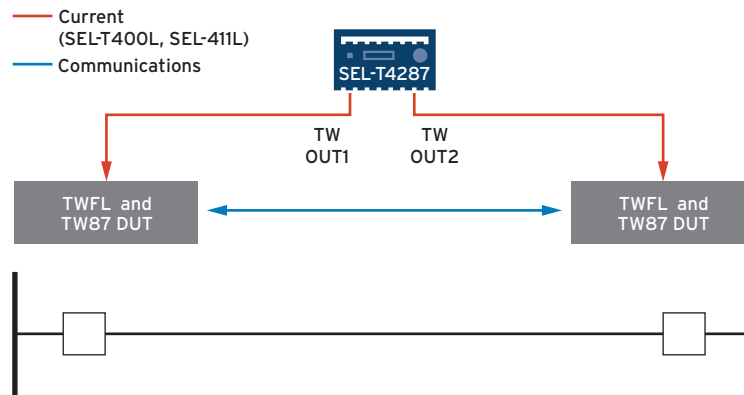 Current
(SEL-T400L, SEL-411L)
Communications
SEL-T4287
TW
OUT1
TW
OUT2
TWFL and
TW87 DUT
TWFL and
TW87 DUT